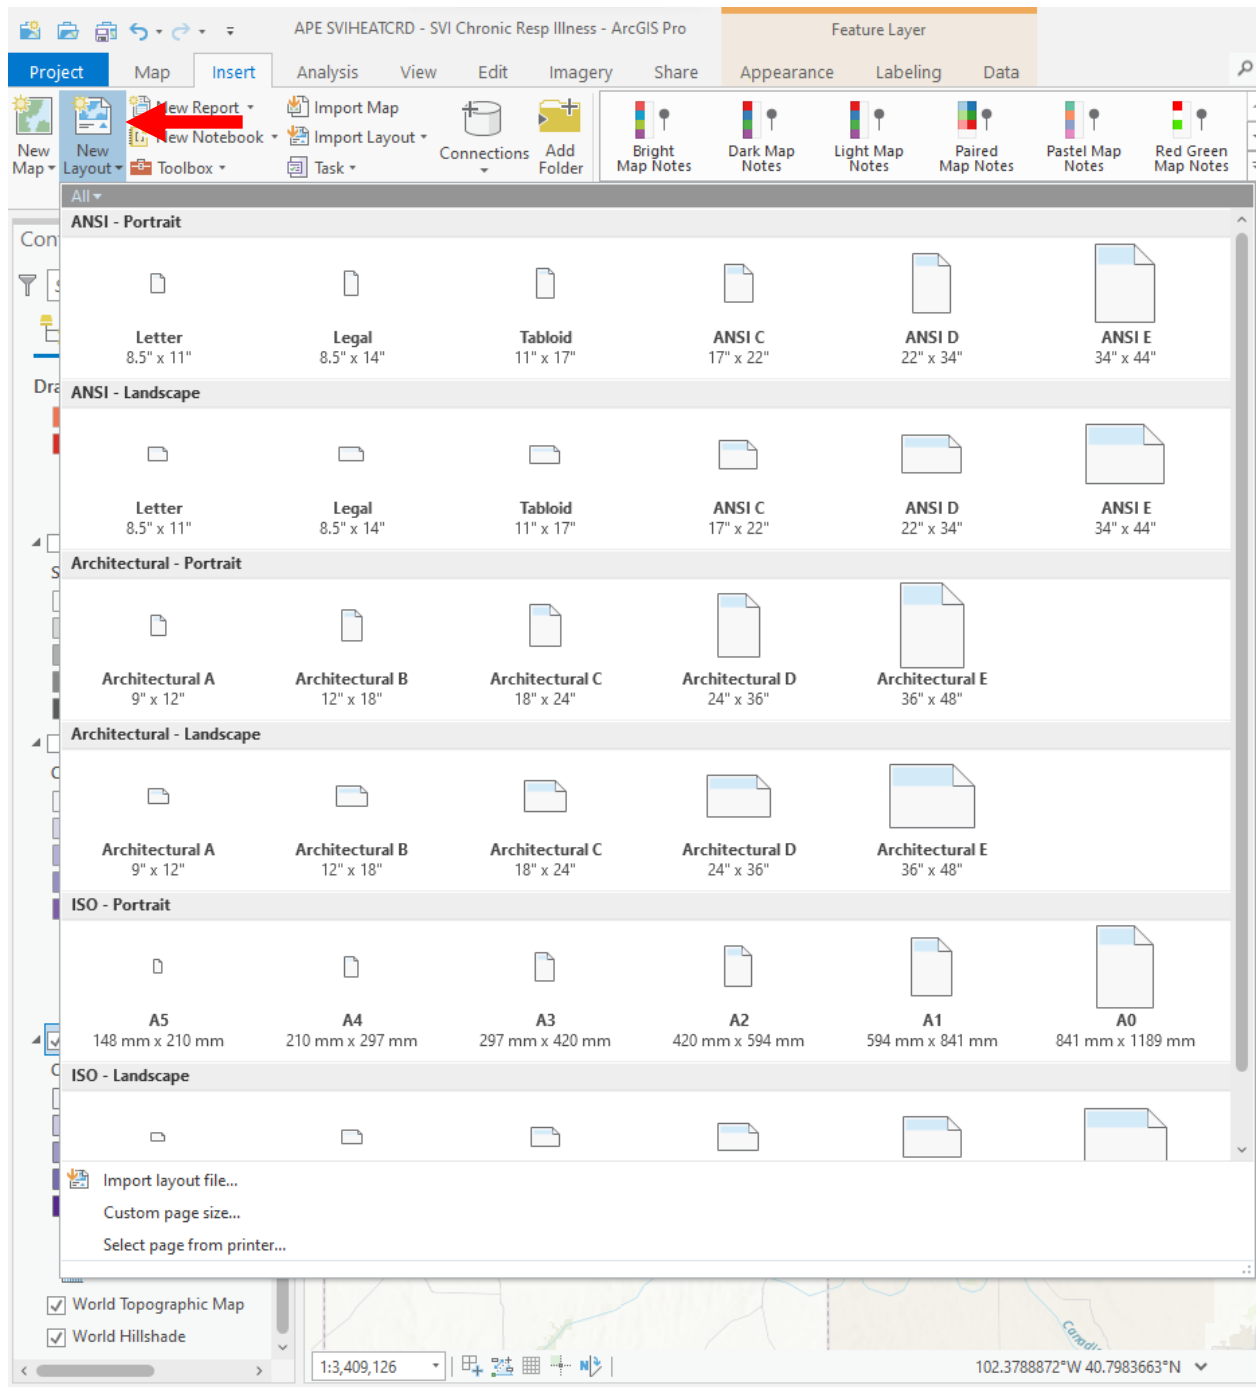 APE SVIHEATCRD - SVI Chronic Resp Illness - ArcGIS Pro
Feature Layer
Project Map Insert Analysis View Edit Imagery Share Appearance Labeling Data
New Map
New Layout
New Report
New Notebook
Toolbox
Import Map
Import Layout
Task
Connections
Add Folder
Bright Map Notes
Dark Map Notes
Light Map Notes
Paired Map Notes
Pastel Map Notes
Red Green Map Notes
All
Con
Dra
ANSI - Portrait
Letter Legal Tabloid ANSI C ANSI D ANSI E
8.5" x 11" 8.5" x 14" 11" x 17" 17" x 22" 22" x 34" 34" x 44"
ANSI - Landscape
Letter Legal Tabloid ANSI C ANSI D ANSI E
8.5" x 11" 8.5" x 14" 11" x 17" 17" x 22" 22" x 34" 34" x 44"
Architectural - Portrait
Architectural A Architectural B Architectural C Architectural D Architectural E
9" x 12" 12" x 18" 18" x 24" 24" x 36" 36" x 48"
Architectural - Landscape
Architectural A Architectural B Architectural C Architectural D Architectural E
9" x 12" 12" x 18" 18" x 24" 24" x 36" 36" x 48"
ISO - Portrait
A5 A4 A3 A2 A1 A0
148 mm x 210 mm 210 mm x 297 mm 297 mm x 420 mm 420 mm x 594 mm 594 mm x 841 mm 841 mm x 1189 mm
ISO - Landscape
Import layout file...
Custom page size...
Select page from printer...
World Topographic Map
World Hillshade
1:3,409,126
102.3788872°W 40.7983663°N